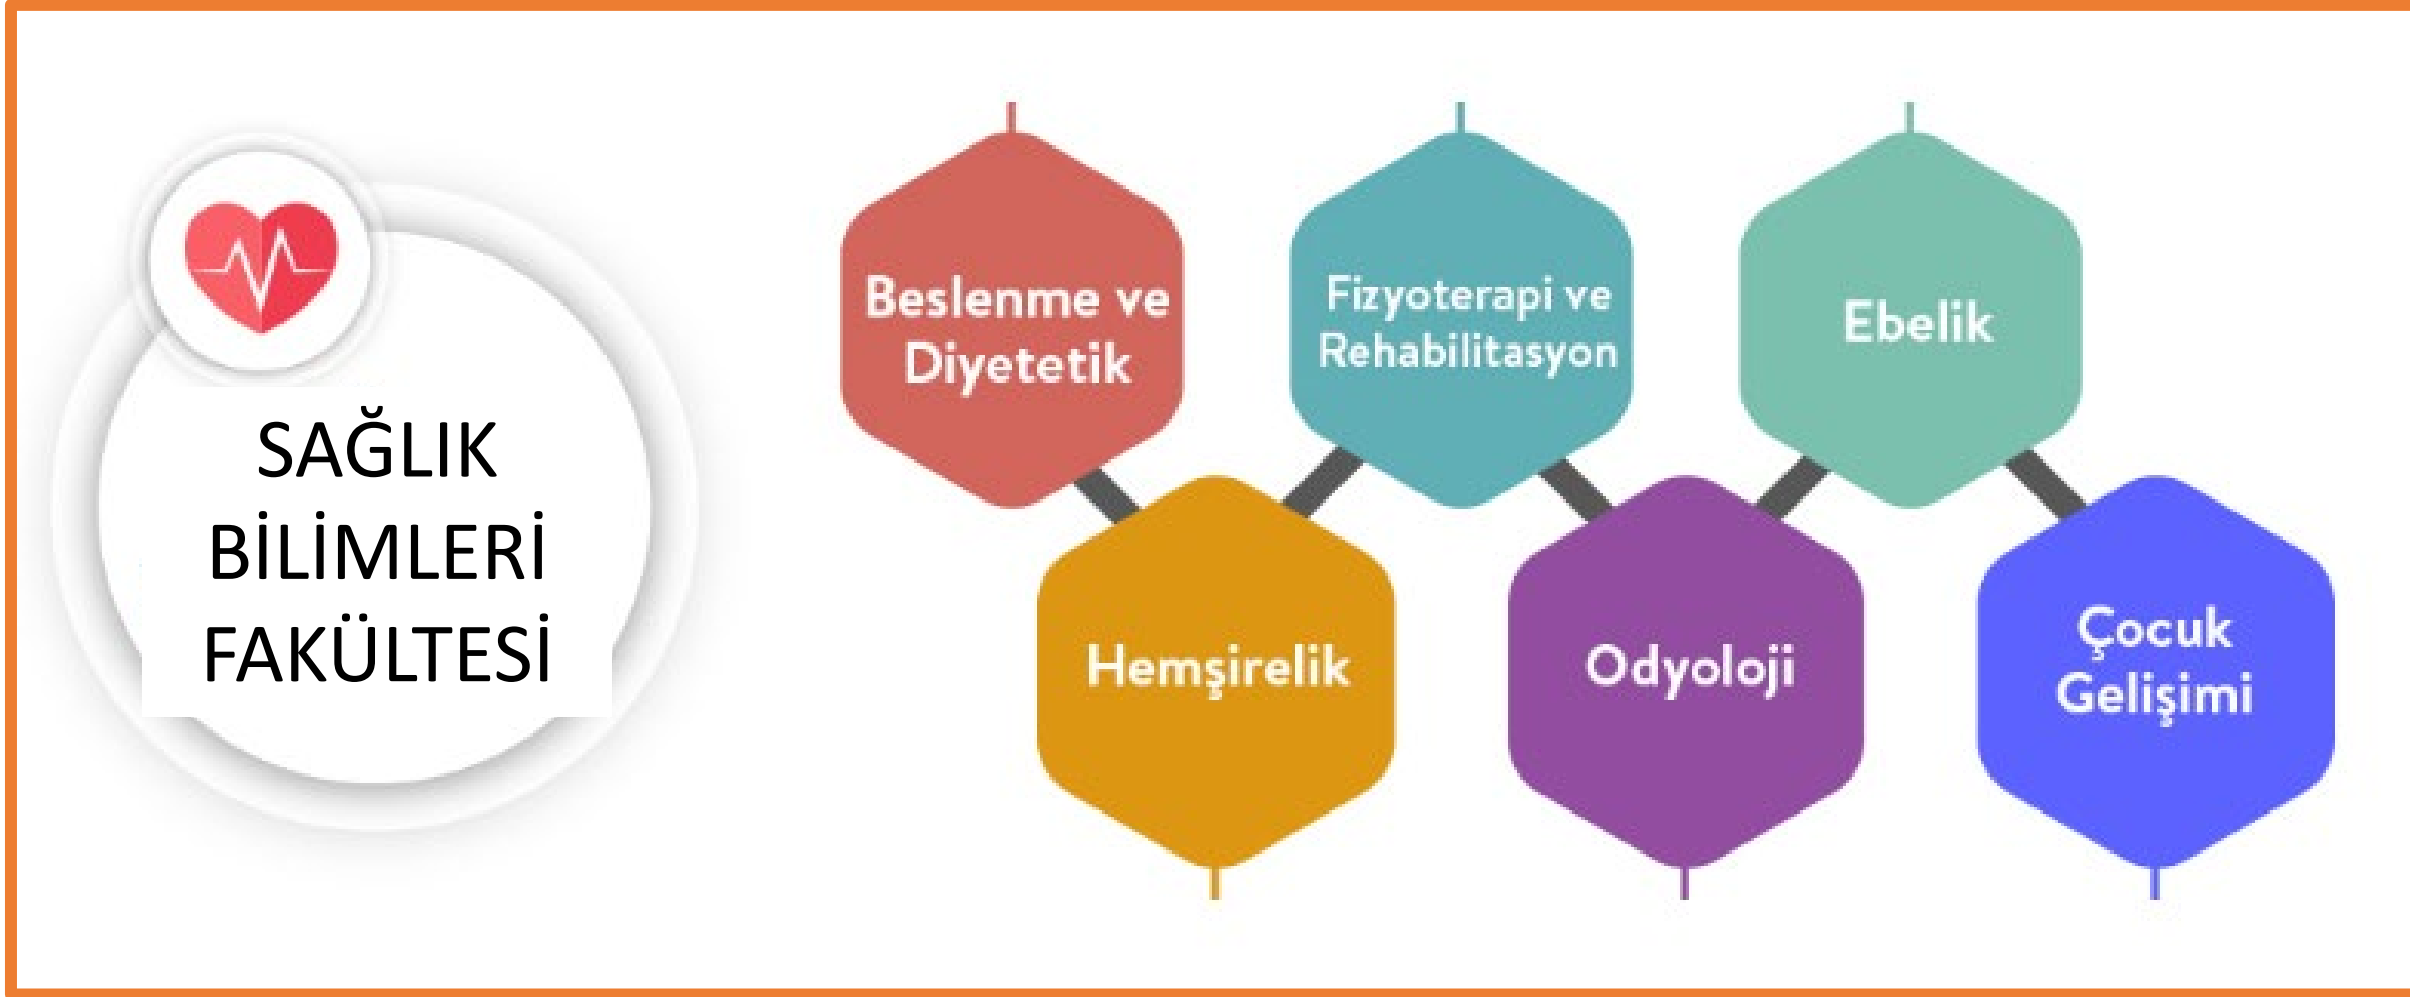 SAĞLIK
BİLİMLERİ
FAKÜLTESİ
Beslenme ve
Diyetetik
Fizyoterapi ve
Rehabilitasyon
Ebelik
Hemşirelik
Odyoloji
Çocuk
Gelişimi